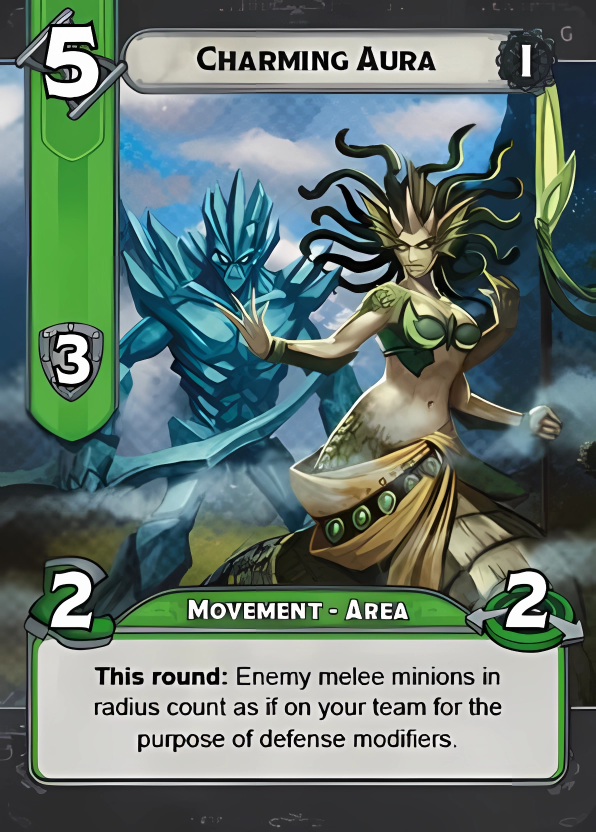 G
5
CHARMING AURA
1
3
2
MOVEMENT - AREA
2
This round: Enemy melee minions in
radius count as if on your team for the
purpose of defense modifiers.